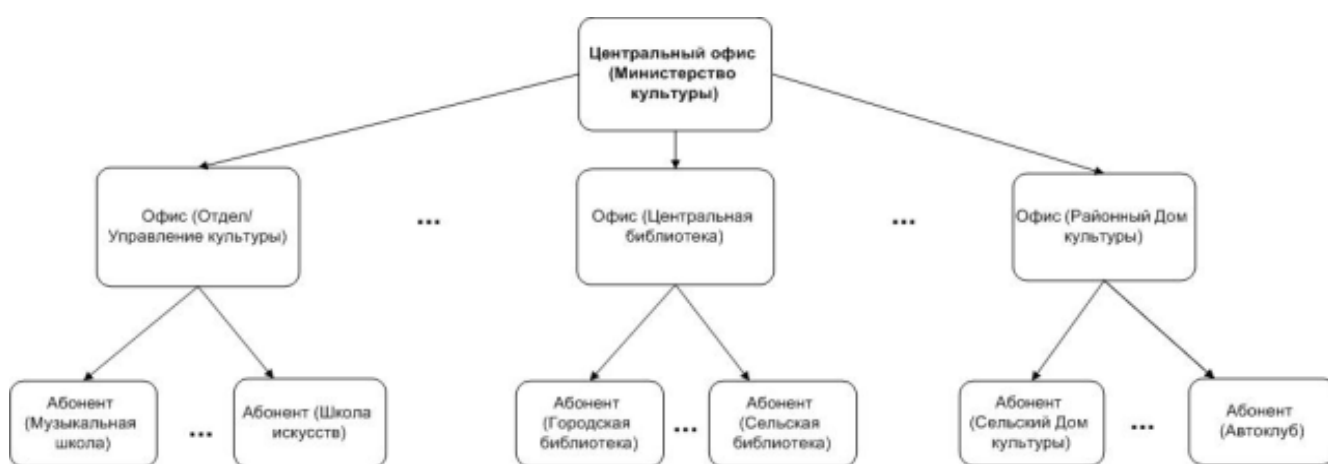 Центральный офис
(Министерство
культуры)
Офис (Отдел/
Управление культуры)
...
Офис (Центральная
библиотека)
...
Офис (Районный Дом
культуры)
Абонент
(Музыкальная
школа)
...
Абонент (Школа
искусств)
Абонент
(Городская
библиотека)
...
Абонент
(Сельская
библиотека)
Абонент
(Сельский Дом
культуры)
...
Абонент
(Автоклуб)